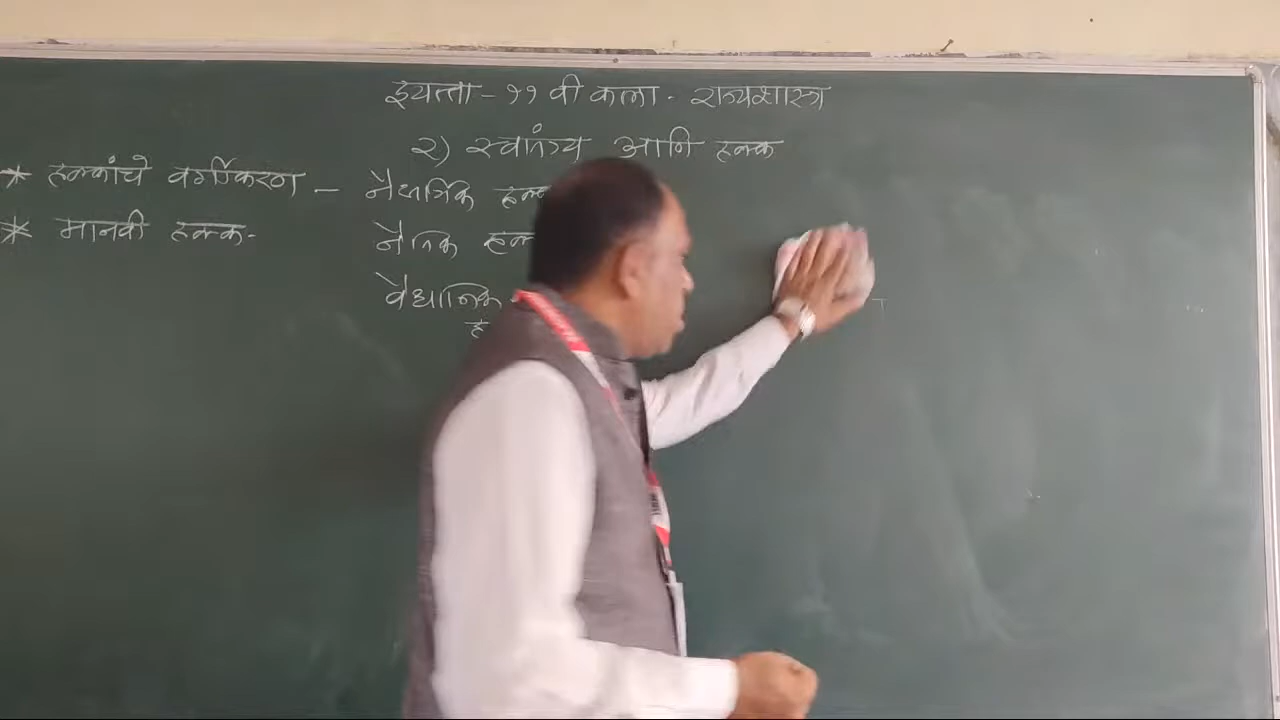 इयत्ता - ११ वी कला - राज्यशास्त्र
२) स्वातंत्र्य आणि हक्क
* हक्कांचे वर्गीकरण - नैसर्गिक
* मानवी हक्क - नैतिक
वैधानिक